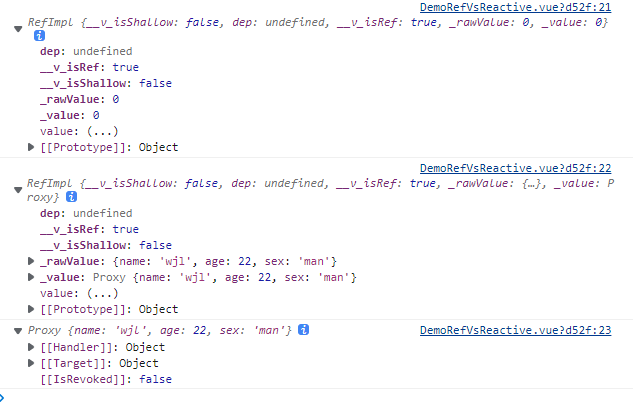 DemoRefVsReactive.vue?d52f:21
RefImpl {__v_isShallow: false, dep: undefined, __v_isRef: true, _rawValue: 0, _value: 0}
i
dep: undefined
__v_isRef: true
__v_isShallow: false
_rawValue: 0
_value: 0
value: (...)
[[Prototype]]: Object
DemoRefVsReactive.vue?d52f:22
RefImpl {__v_isShallow: false, dep: undefined, __v_isRef: true, _rawValue: {…}, _value: P
roxy} i
dep: undefined
__v_isRef: true
__v_isShallow: false
_rawValue: {name: 'wjl', age: 22, sex: 'man'}
_value: Proxy {name: 'wjl', age: 22, sex: 'man'}
value: (...)
[[Prototype]]: Object
Proxy {name: 'wjl', age: 22, sex: 'man'} i DemoRefVsReactive.vue?d52f:23
[[Handler]]: Object
[[Target]]: Object
[[IsRevoked]]: false